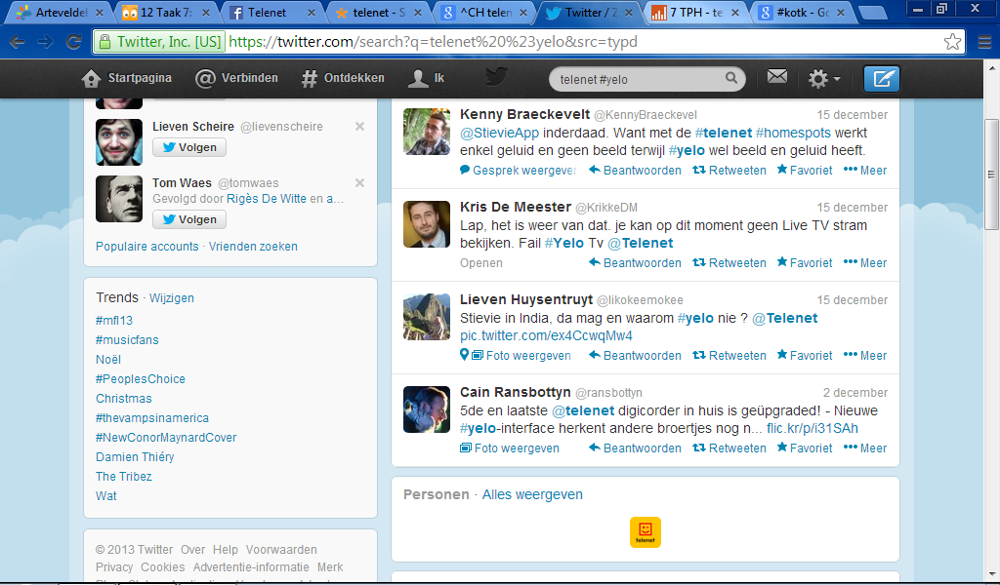 Arteveldel
12 Taak 7:
Telenet
telenet - S
^CH telen
Twitter / Z
7 TPH - te
#kotk - Go
Twitter, Inc. [US] https://twitter.com/search?q=telenet%20%23yelo&src=typd
Startpagina
Verbinden
Ontdekken
Ik
telenet #yelo
Lieven Scheire @lievenscheire
Volgen
Tom Waes @tomwaes
Gevolgd door Rigès De Witte en a...
Volgen
Populaire accounts · Vrienden zoeken
Trends · Wijzigen
#mfl13
#musicfans
Noël
#PeoplesChoice
Christmas
#thevampsinamerica
#NewConorMaynardCover
Damien Thiéry
The Tribez
Wat
© 2013 Twitter Over Help Voorwaarden
Privacy Cookies Advertentie-informatie Merk
Kenny Braeckevelt @KennyBraeckevel 15 december
@StievieApp inderdaad. Want met de #telenet #homespots werkt
enkel geluid en geen beeld terwijl #yelo wel beeld en geluid heeft.
Gesprek weergever Beantwoorden Retweeten Favoriet Meer
Kris De Meester @KrikkeDM 15 december
Lap, het is weer van dat. je kan op dit moment geen Live TV stram
bekijken. Fail #Yelo Tv @Telenet
Openen Beantwoorden Retweeten Favoriet Meer
Lieven Huysentruyt @likokeemokee 15 december
Stievie in India, da mag en waarom #yelo nie ? @Telenet
pic.twitter.com/ex4CcwqMw4
Foto weergeven Beantwoorden Retweeten Favoriet Meer
Cain Ransbottyn @ransbottyn 2 december
5de en laatste @telenet digicorder in huis is geüpgraded! - Nieuwe
#yelo-interface herkent andere broertjes nog n... flic.kr/p/i31SAh
Foto weergeven Beantwoorden Retweeten Favoriet Meer
Personen · Alles weergeven
telenet